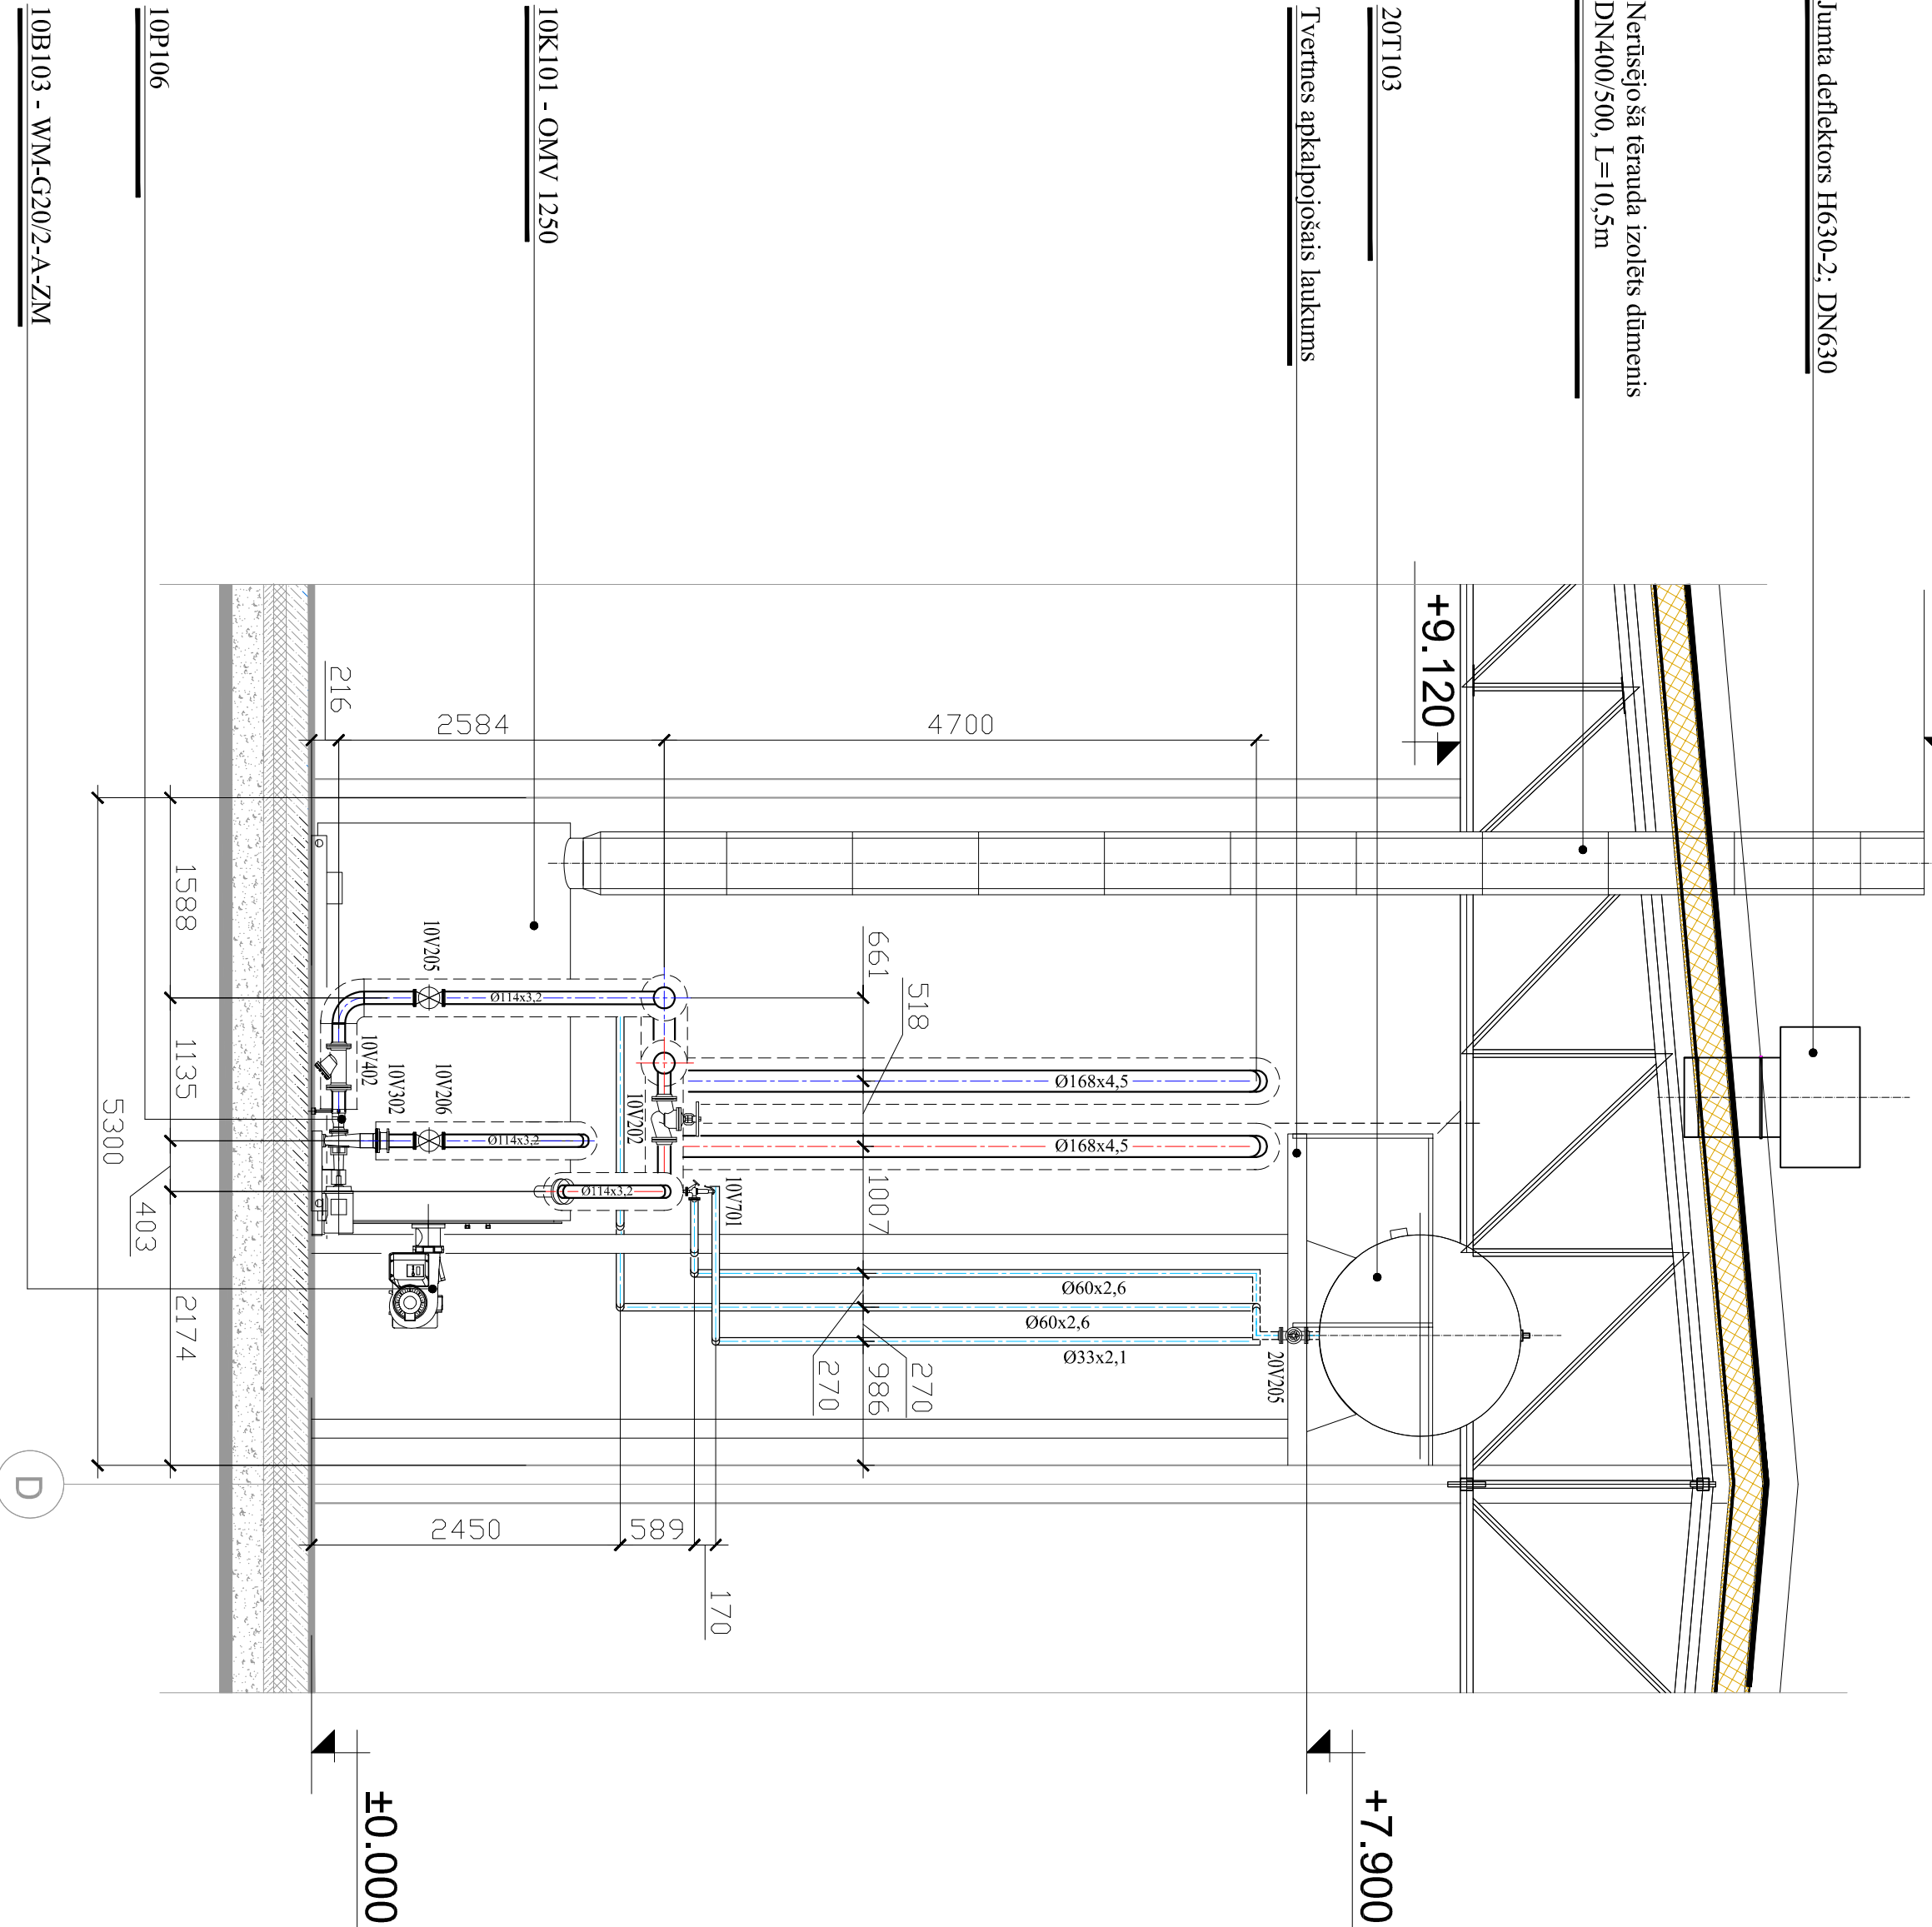 Jumta deflektors H630-2; DN630
Nerūsējošā tērauda izolēts dūmenis
DN400/500, L=10,5m
20T103
Tvertnes apkalpojošais laukums
10K101 - OMV 1250
10P106
10B103 - WM-G20/2-A-ZM
+9.120
216
2584
4700
1588
1135
403
2174
5300
661
518
1007
270
270
986
10V205
10V402
10V302
10V206
10V202
10V701
20V205
Ø114x3,2
Ø114x3,2
Ø114x3,2
Ø168x4,5
Ø168x4,5
Ø60x2,6
Ø60x2,6
Ø33x2,1
2450
589
170
D
+7.900
±0.000